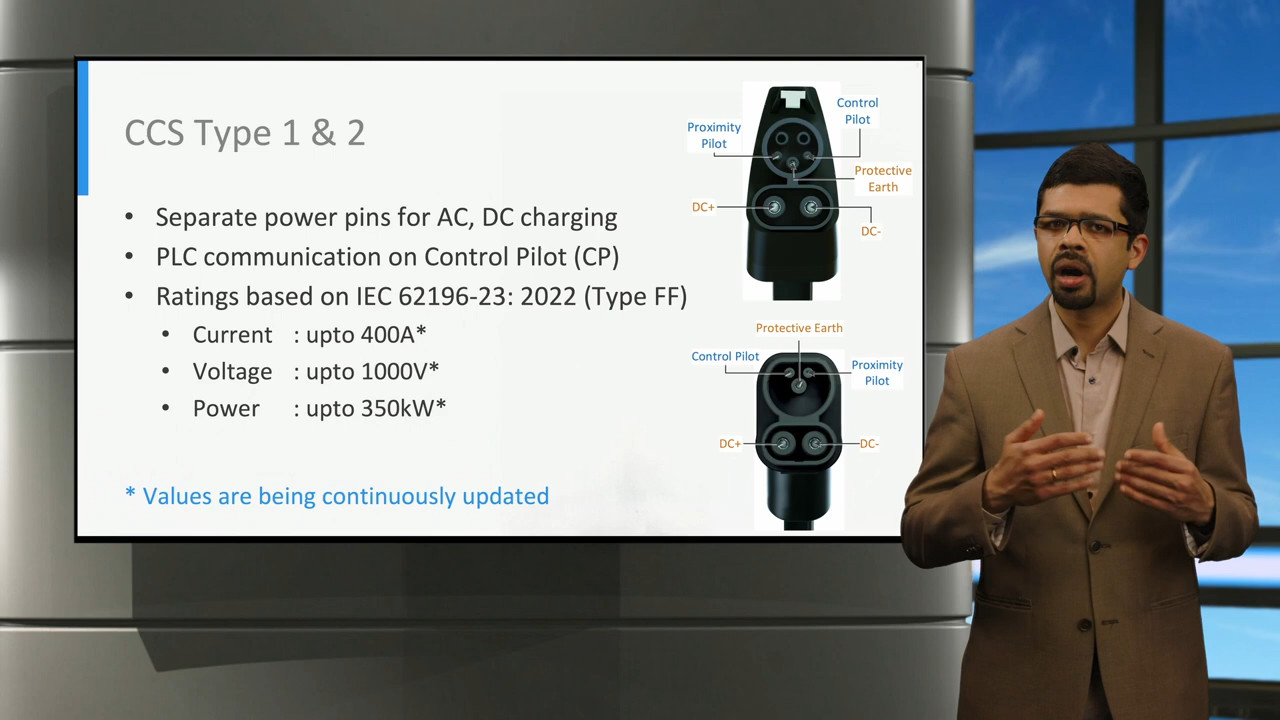 CCS Type 1 & 2
• Separate power pins for AC, DC charging
• PLC communication on Control Pilot (CP)
• Ratings based on IEC 62196-23: 2022 (Type FF)
• Current : upto 400A*
• Voltage : upto 1000V*
• Power : upto 350kW*
* Values are being continuously updated
Control
Pilot
Proximity
Pilot
Protective
Earth
DC+
DC-
Protective Earth
Control Pilot
Proximity
Pilot
DC+
DC-